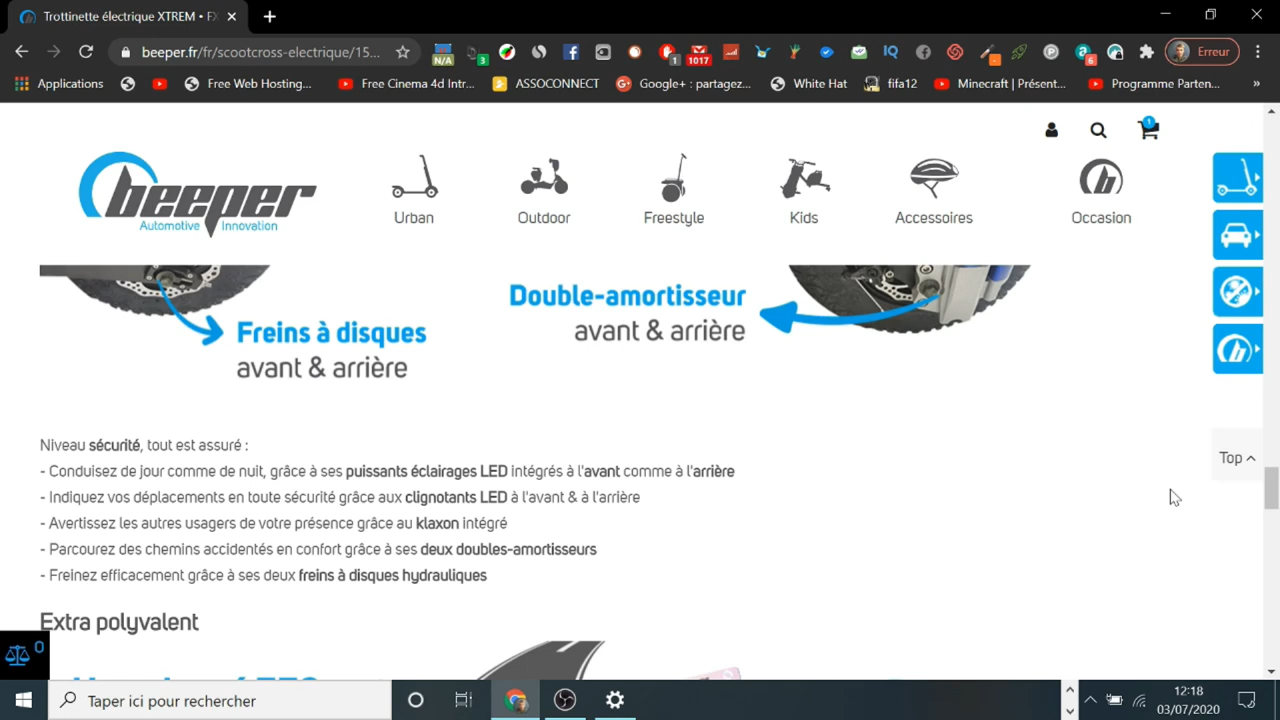 Trottinette électrique XTREM • FX
beeper.fr/fr/scootcross-electrique/15...
N/A
3
1
1017
6
Erreur
Applications
Free Web Hosting...
Free Cinema 4d Intr...
ASSOCONNECT
Google+ : partagez...
White Hat
fifa12
Minecraft | Présent...
Programme Parten...
»
1
beeper
Automotive Innovation
Urban
Outdoor
Freestyle
Kids
Accessoires
Occasion
Double-amortisseur
avant & arrière
Freins à disques
avant & arrière
Niveau sécurité, tout est assuré :
- Conduisez de jour comme de nuit, grâce à ses puissants éclairages LED intégrés à l'avant comme à l'arrière
- Indiquez vos déplacements en toute sécurité grâce aux clignotants LED à l'avant & à l'arrière
- Avertissez les autres usagers de votre présence grâce au klaxon intégré
- Parcourez des chemins accidentés en confort grâce à ses deux doubles-amortisseurs
- Freinez efficacement grâce à ses deux freins à disques hydrauliques
Top
Extra polyvalent
0
Taper ici pour rechercher
12:18
03/07/2020